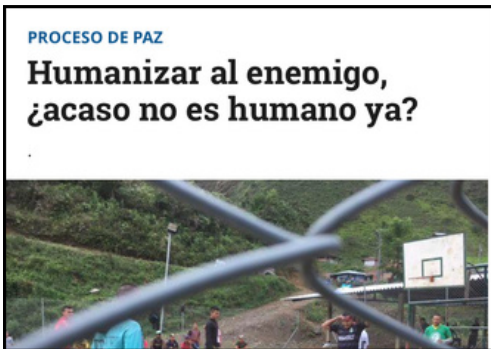 PROCESO DE PAZ
Humanizar al enemigo,
¿acaso no es humano ya?
.